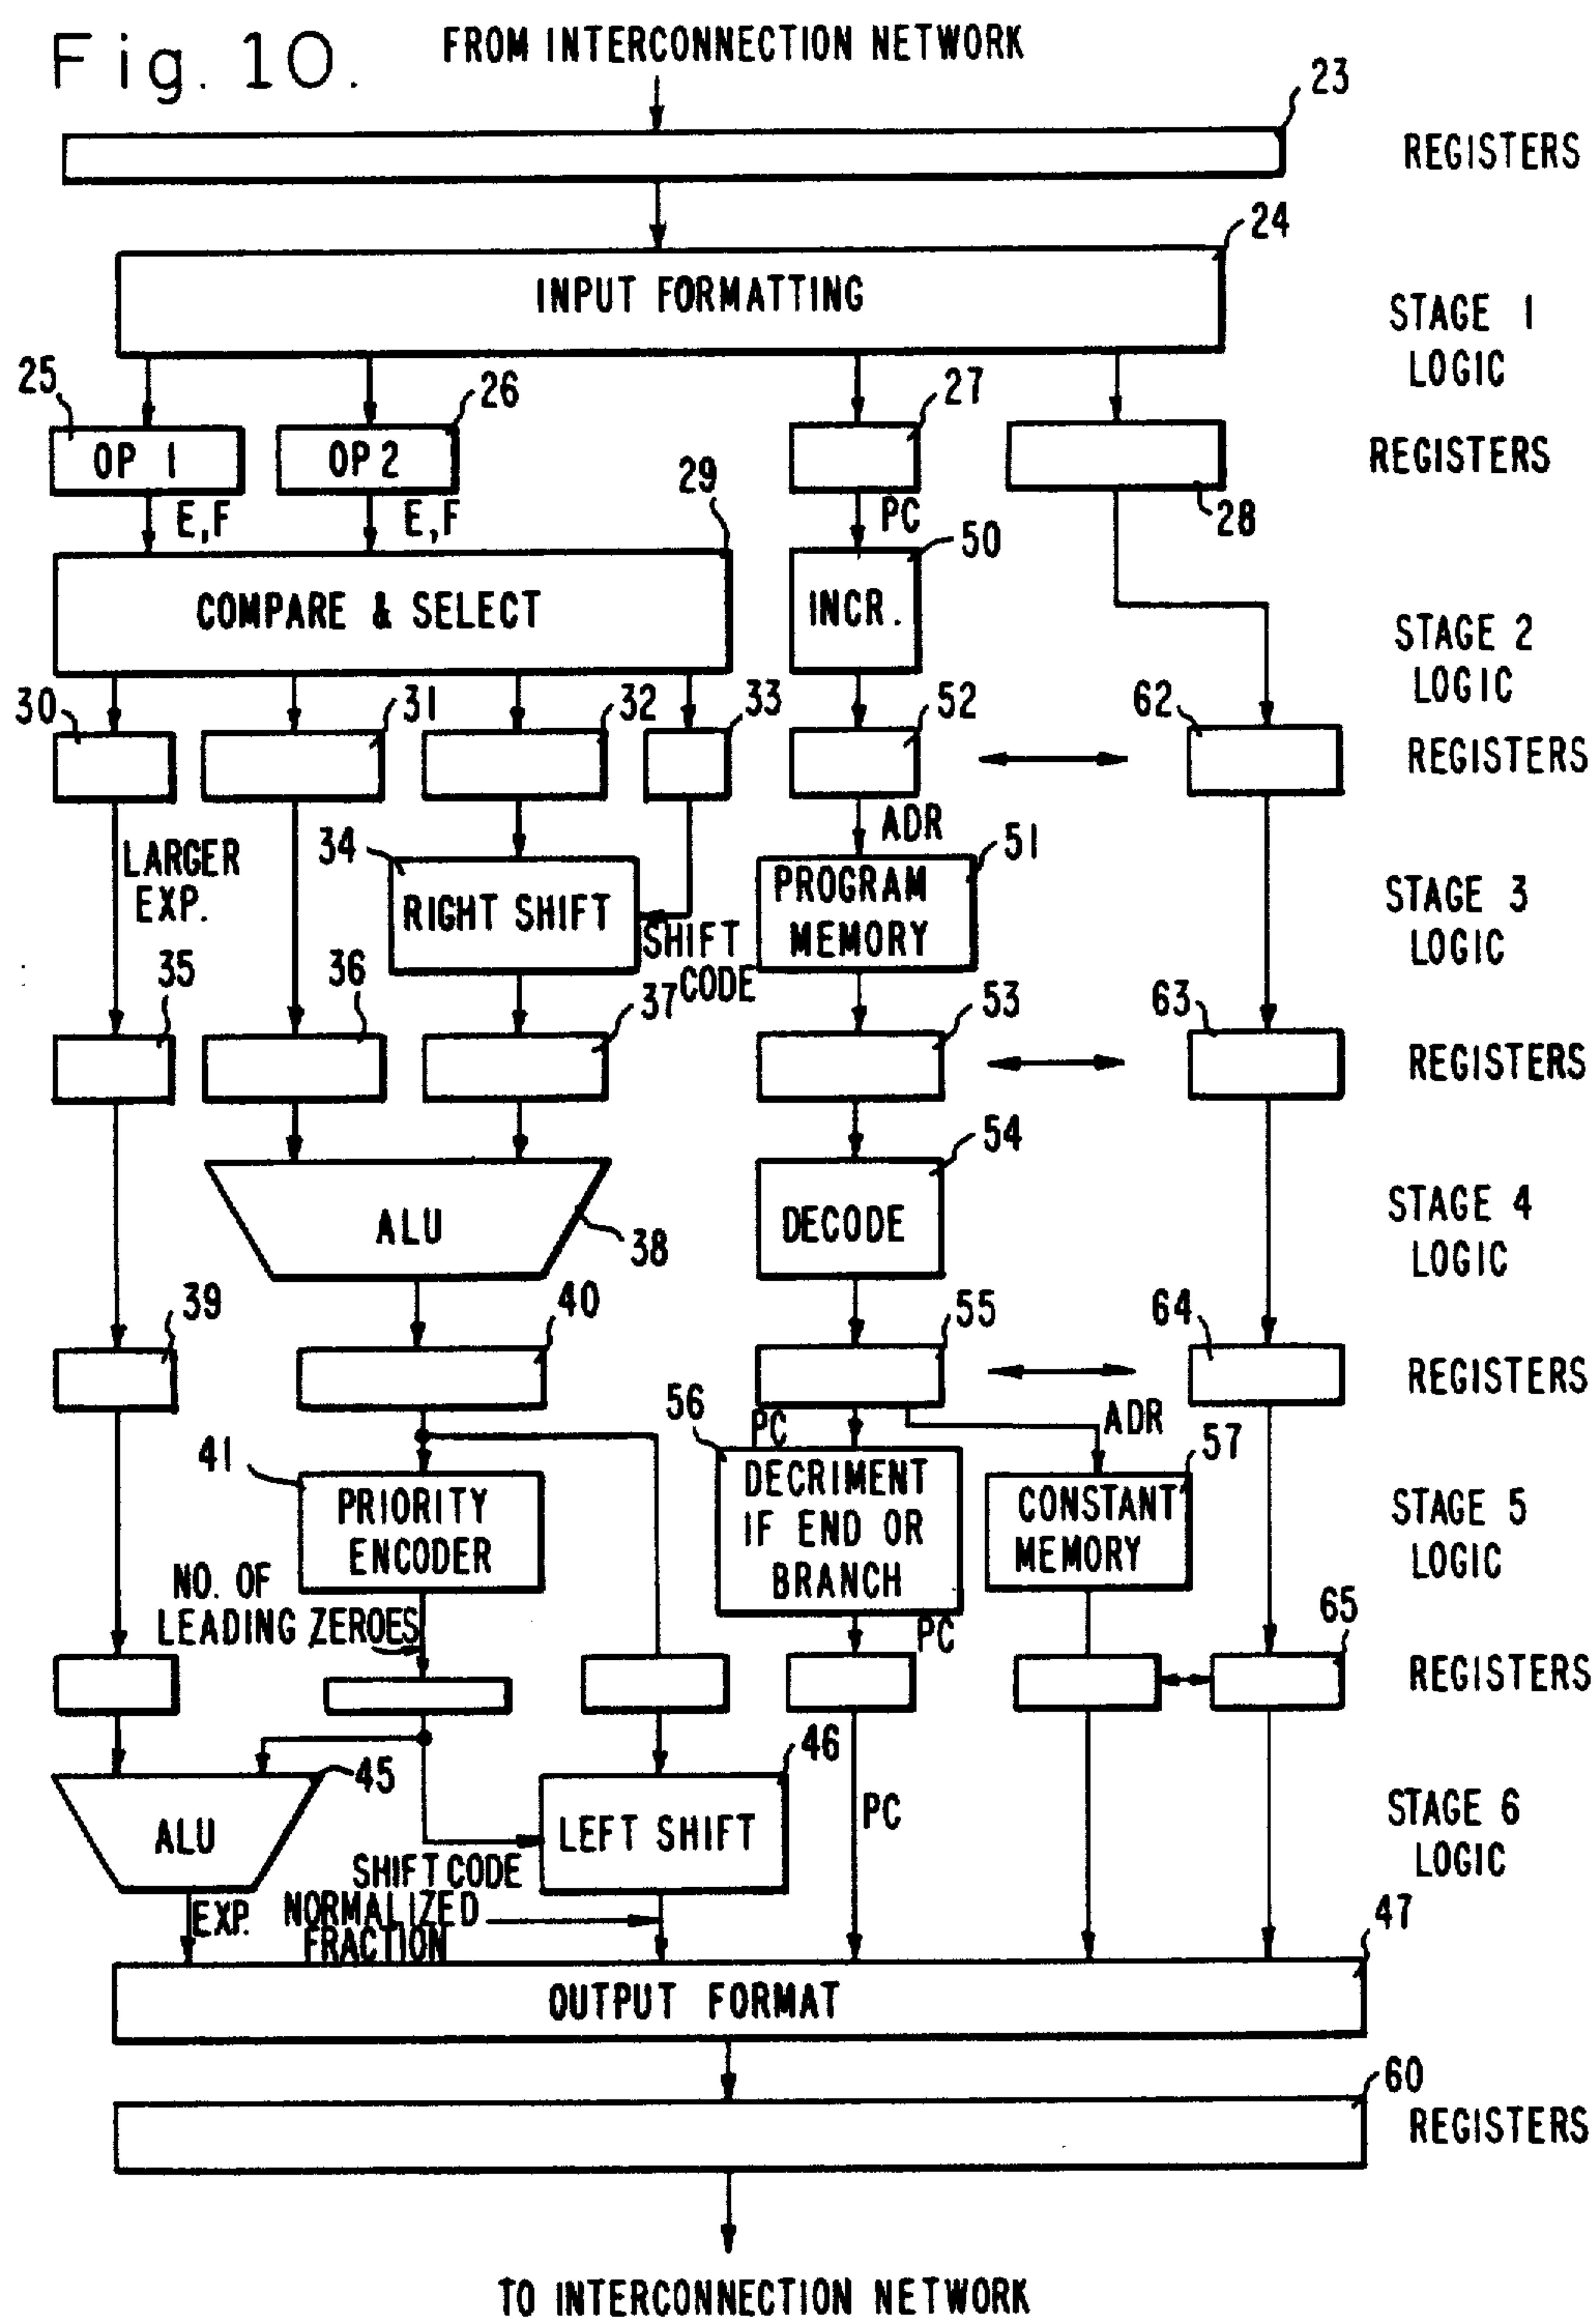 Fig. 10.
FROM INTERCONNECTION NETWORK
23
REGISTERS
24
INPUT FORMATTING
STAGE 1
LOGIC
25
26
27
OP 1
OP 2
REGISTERS
28
E,F
E,F
29
PC
50
COMPARE & SELECT
INCR.
STAGE 2
LOGIC
30
31
32
33
52
62
REGISTERS
LARGER
EXP.
34
RIGHT SHIFT
SHIFT
CODE
ADR
51
PROGRAM
MEMORY
STAGE 3
LOGIC
35
36
37
53
63
REGISTERS
54
ALU
38
DECODE
STAGE 4
LOGIC
39
40
55
64
REGISTERS
41
PRIORITY
ENCODER
56
PC
ADR
57
DECRIMENT
IF END OR
BRANCH
CONSTANT
MEMORY
STAGE 5
LOGIC
NO. OF
LEADING ZEROES
PC
65
REGISTERS
45
46
ALU
LEFT SHIFT
PC
STAGE 6
LOGIC
SHIFT CODE
EXP.
NORMALIZED
FRACTION
47
OUTPUT FORMAT
60
REGISTERS
TO INTERCONNECTION NETWORK